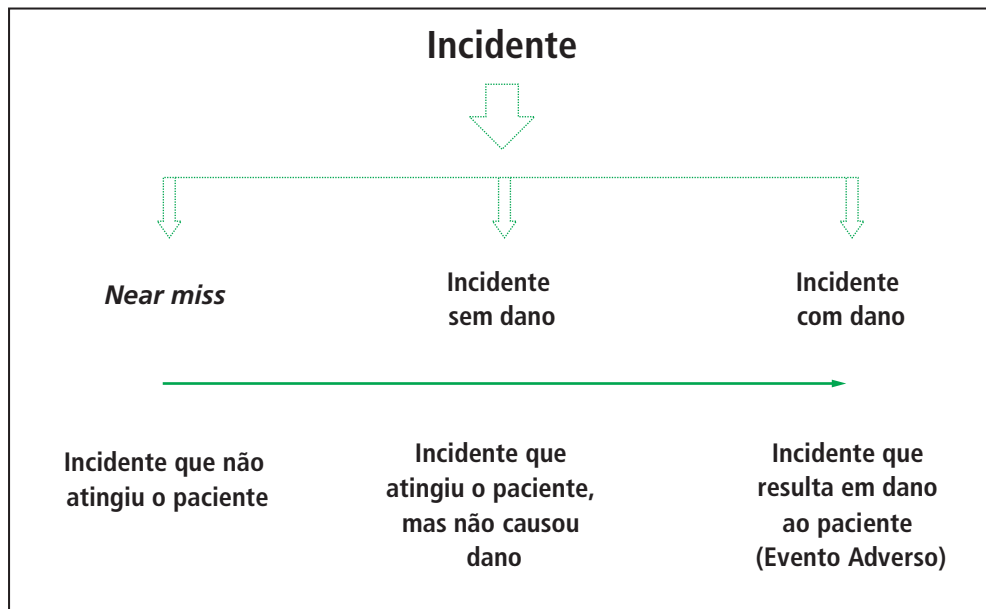 Incidente
Near miss
Incidente
sem dano
Incidente
com dano
Incidente que não
atingiu o paciente
Incidente que
atingiu o paciente,
mas não causou
dano
Incidente que
resulta em dano
ao paciente
(Evento Adverso)